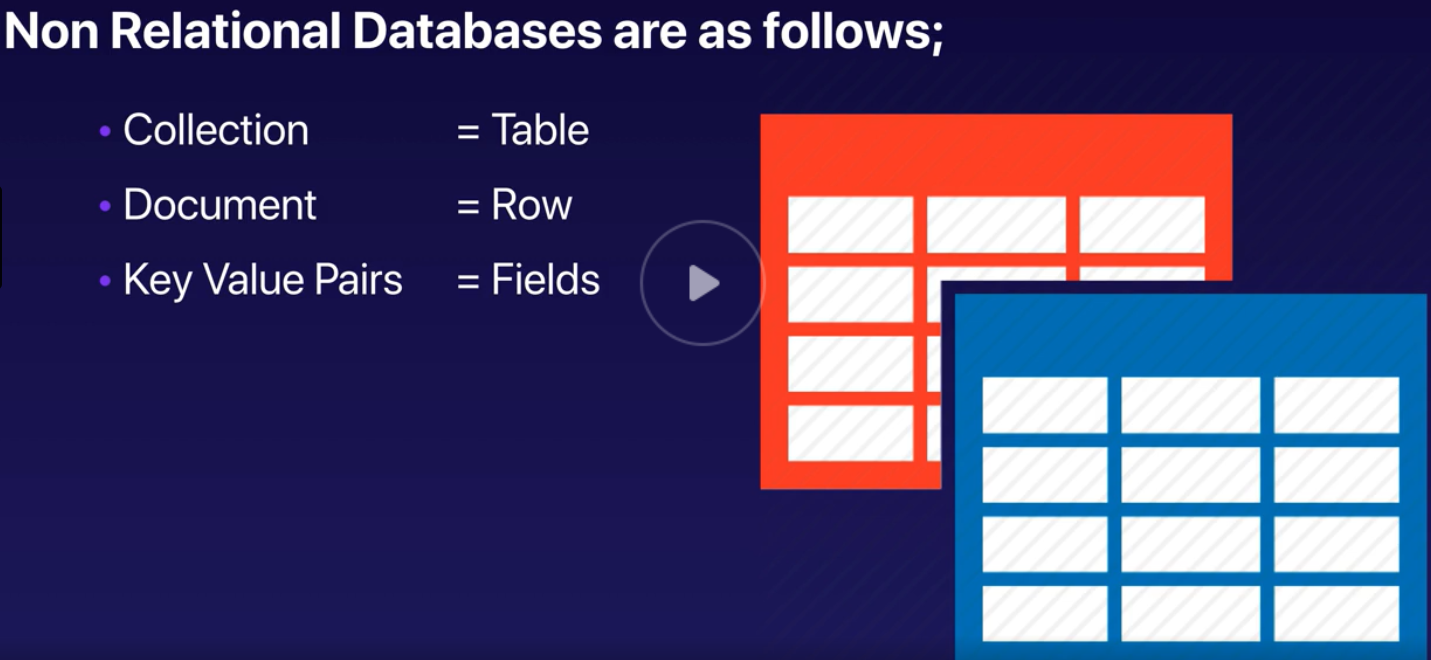 Non Relational Databases are as follows;
• Collection = Table
• Document = Row
• Key Value Pairs = Fields